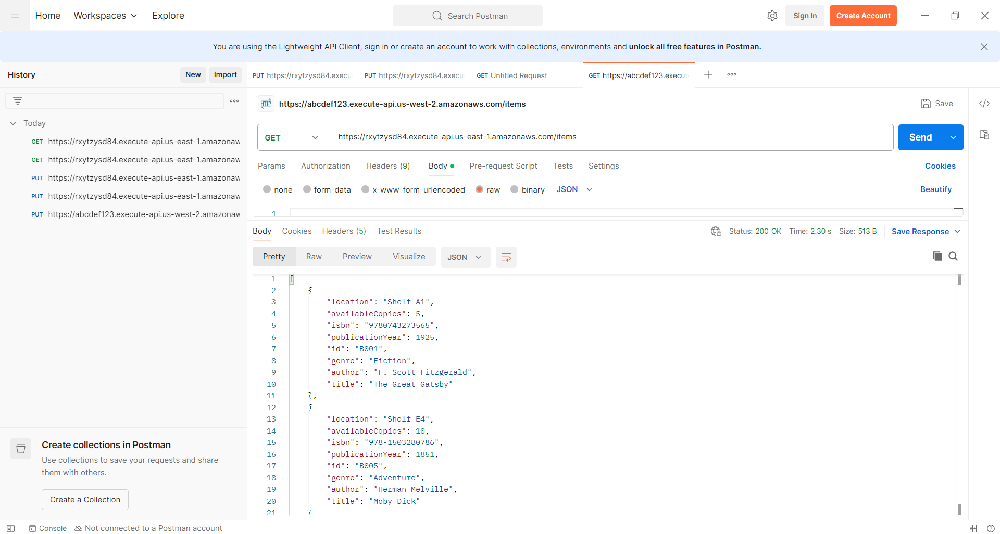 Home Workspaces Explore Search Postman Sign In Create Account
You are using the Lightweight API Client, sign in or create an account to work with collections, environments and unlock all free features in Postman.
History New Import
Today
GET https://rxytzysd84.execute-api.us-east-1.amazonaw
GET https://rxytzysd84.execute-api.us-east-1.amazonaw
PUT https://rxytzysd84.execute-api.us-east-1.amazonaw
PUT https://rxytzysd84.execute-api.us-east-1.amazonaw
PUT https://abcdef123.execute-api.us-west-2.amazonaw
Create collections in Postman
Use collections to save your requests and share
them with others.
Create a Collection
PUT https://rxytzysd84.execu PUT https://rxytzysd84.execu GET Untitled Request GET https://abcdef123.execut
HTTP https://abcdef123.execute-api.us-west-2.amazonaws.com/items Save
GET https://rxytzysd84.execute-api.us-east-1.amazonaws.com/items Send
Params Authorization Headers (9) Body Pre-request Script Tests Settings Cookies
none form-data x-www-form-urlencoded raw binary JSON Beautify
1
Body Cookies Headers (5) Test Results Status: 200 OK Time: 2.30 s Size: 513 B Save Response
Pretty Raw Preview Visualize JSON
1 [
2 {
3 "location": "Shelf A1",
4 "availableCopies": 5,
5 "isbn": "9780743273565",
6 "publicationYear": 1925,
7 "id": "B001",
8 "genre": "Fiction",
9 "author": "F. Scott Fitzgerald",
10 "title": "The Great Gatsby"
11 },
12 {
13 "location": "Shelf E4",
14 "availableCopies": 10,
15 "isbn": "978-1503280786",
16 "publicationYear": 1851,
17 "id": "B005",
18 "genre": "Adventure",
19 "author": "Herman Melville",
20 "title": "Moby Dick"
21 }
Console Not connected to a Postman account